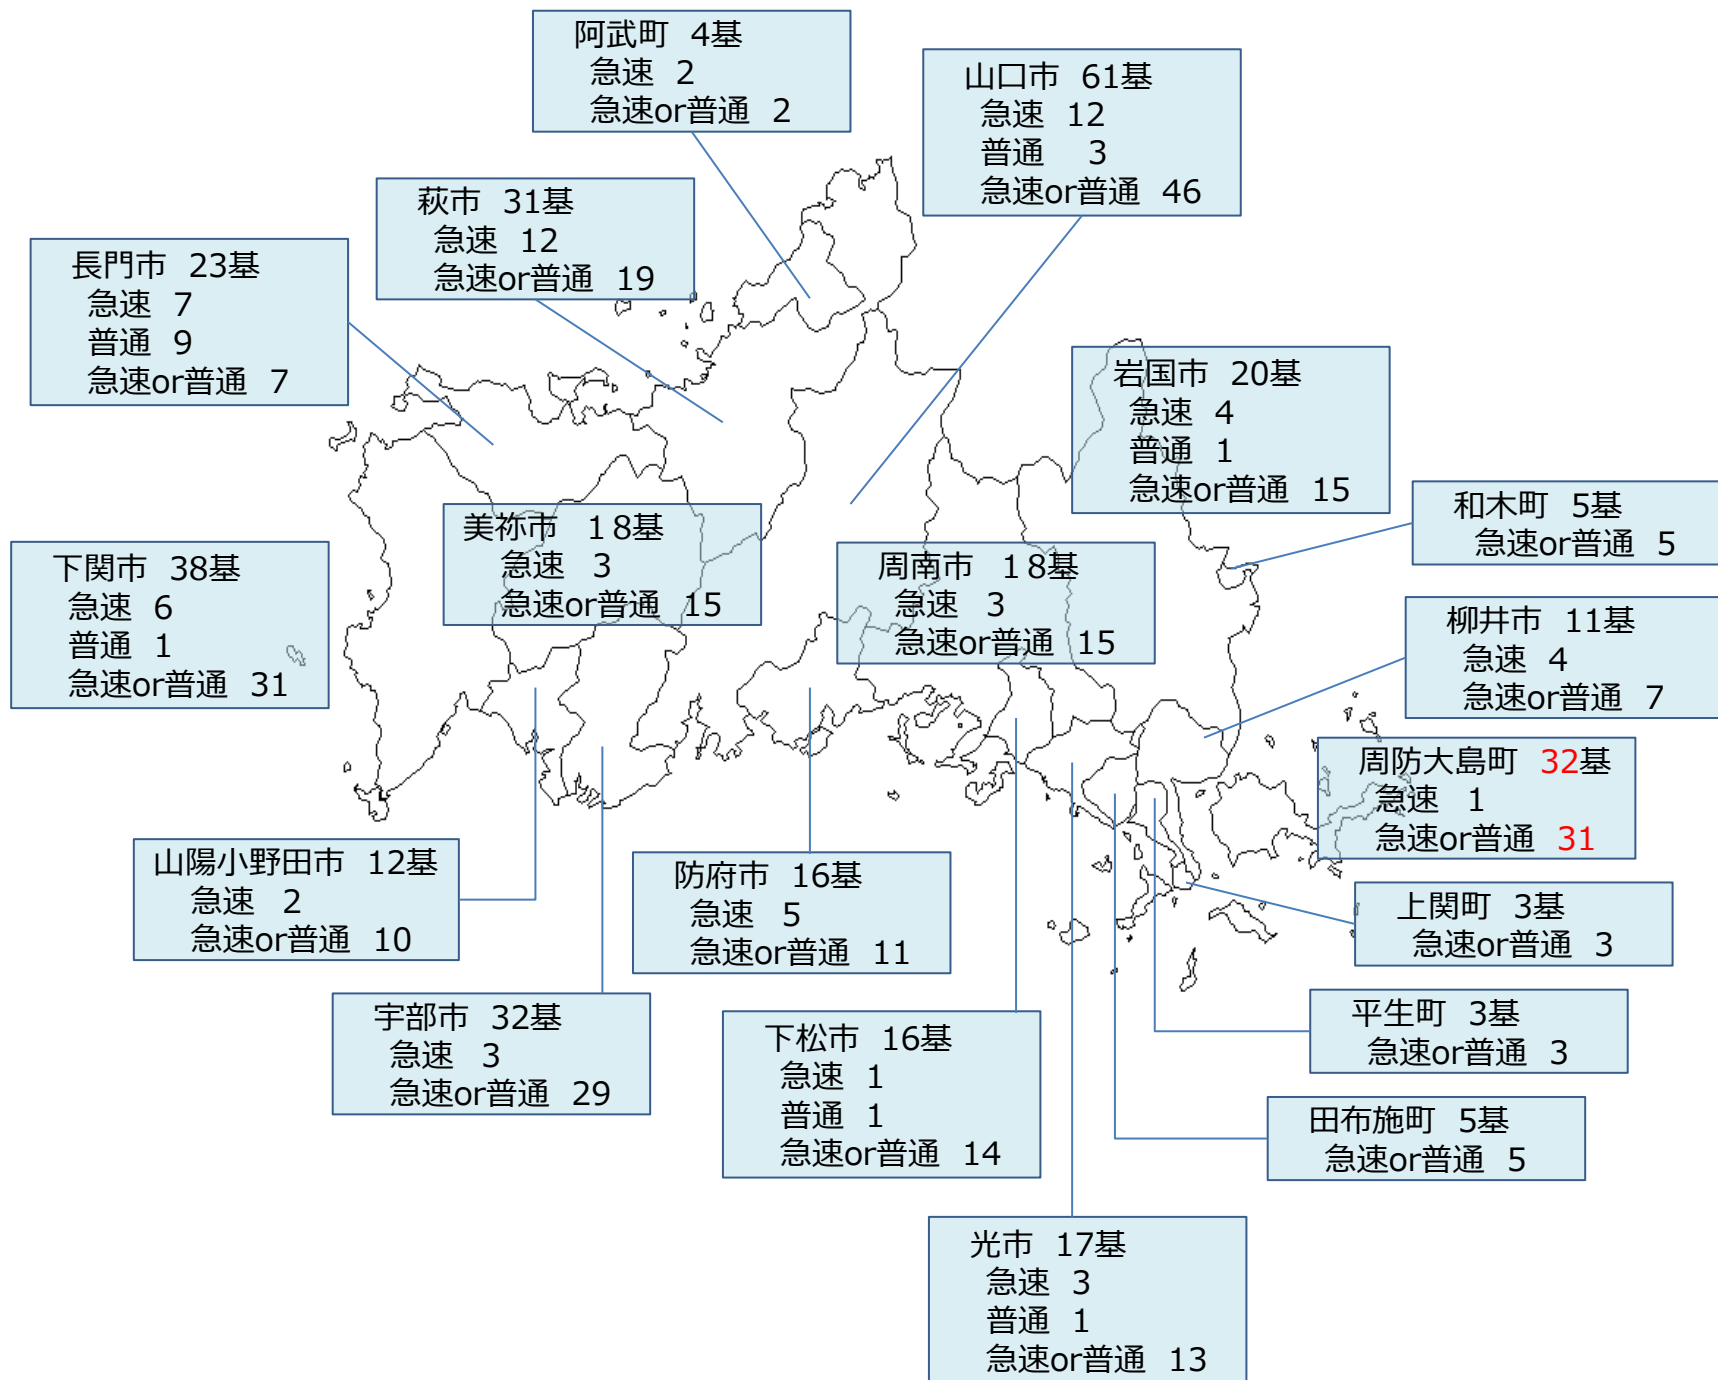 阿武町 4基
急速 2
急速or普通 2
山口市 61基
急速 12
普通 3
急速or普通 46
萩市 31基
急速 12
急速or普通 19
長門市 23基
急速 7
普通 9
急速or普通 7
岩国市 20基
急速 4
普通 1
急速or普通 15
和木町 5基
急速or普通 5
美祢市 18基
急速 3
急速or普通 15
周南市 18基
急速 3
急速or普通 15
下関市 38基
急速 6
普通 1
急速or普通 31
柳井市 11基
急速 4
急速or普通 7
周防大島町 32基
急速 1
急速or普通 31
山陽小野田市 12基
急速 2
急速or普通 10
防府市 16基
急速 5
急速or普通 11
上関町 3基
急速or普通 3
宇部市 32基
急速 3
急速or普通 29
下松市 16基
急速 1
普通 1
急速or普通 14
平生町 3基
急速or普通 3
田布施町 5基
急速or普通 5
光市 17基
急速 3
普通 1
急速or普通 13